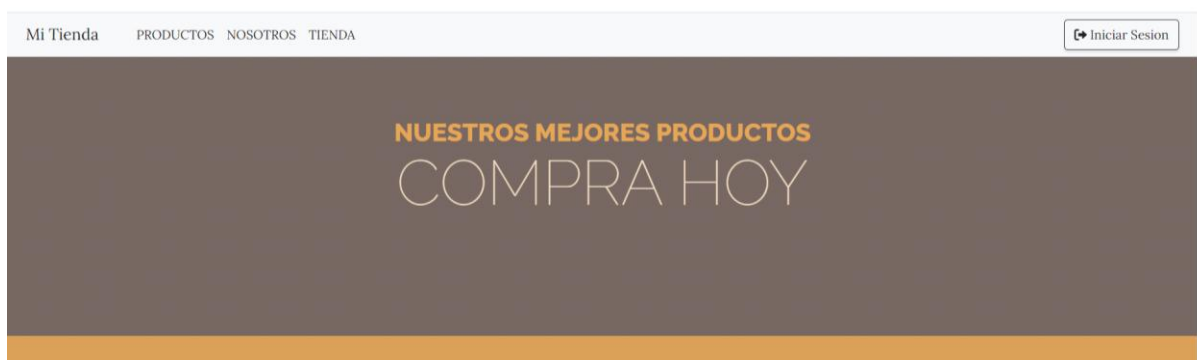 Mi Tienda PRODUCTOS NOSOTROS TIENDA Iniciar Sesion
NUESTROS MEJORES PRODUCTOS
COMPRA HOY